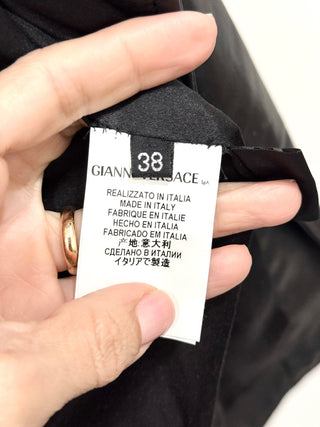 38
GIANNI VERSACE
REALIZZATO IN ITALIA
MADE IN ITALY
FABRIQUE EN ITALIE
HECHO EN ITALIA
FABRICADO EM ITALIA
产地:意大利
СДЕЛАНО В ИТАЛИИ
イタリアで製造